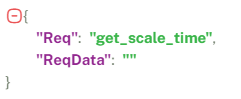 {
"Req": "get_scale_time",
"ReqData": ""
}